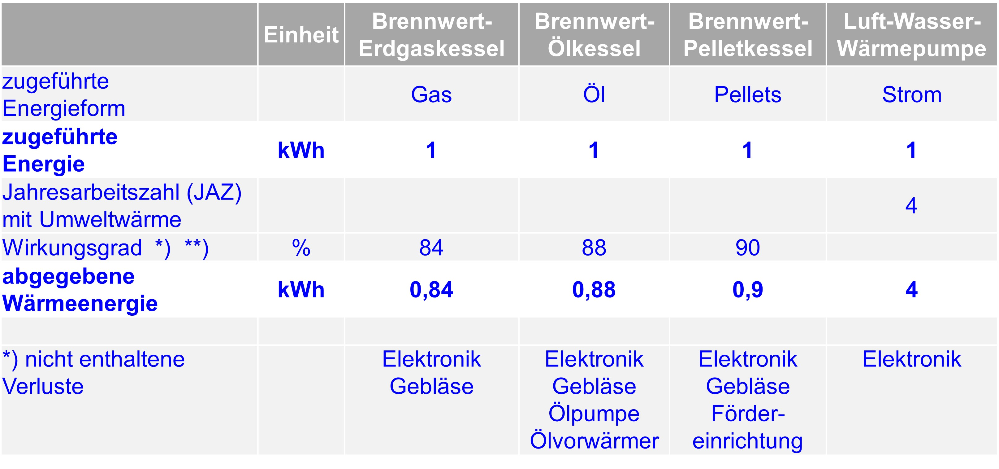 Einheit
Brennwert-
Erdgaskessel
Brennwert-
Ölkessel
Brennwert-
Pelletkessel
Luft-Wasser-
Wärmepumpe
zugeführte
Energieform
Gas
Öl
Pellets
Strom
zugeführte
Energie
kWh
1
1
1
1
Jahresarbeitszahl (JAZ)
mit Umweltwärme
4
Wirkungsgrad *) **)
%
84
88
90
abgegebene
Wärmeenergie
kWh
0,84
0,88
0,9
4
*) nicht enthaltene
Verluste
Elektronik
Gebläse
Elektronik
Gebläse
Ölpumpe
Ölvorwärmer
Elektronik
Gebläse
Förder-
einrichtung
Elektronik